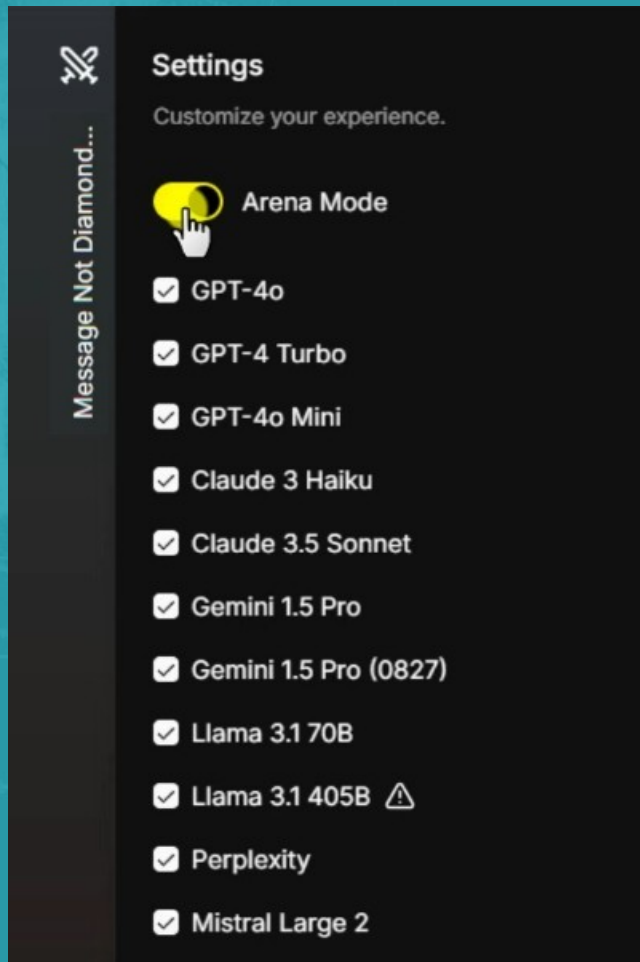 Settings
Customize your experience.
Message Not Diamond...
Arena Mode
GPT-4o
GPT-4 Turbo
GPT-4o Mini
Claude 3 Haiku
Claude 3.5 Sonnet
Gemini 1.5 Pro
Gemini 1.5 Pro (0827)
Llama 3.1 70B
Llama 3.1 405B
Perplexity
Mistral Large 2